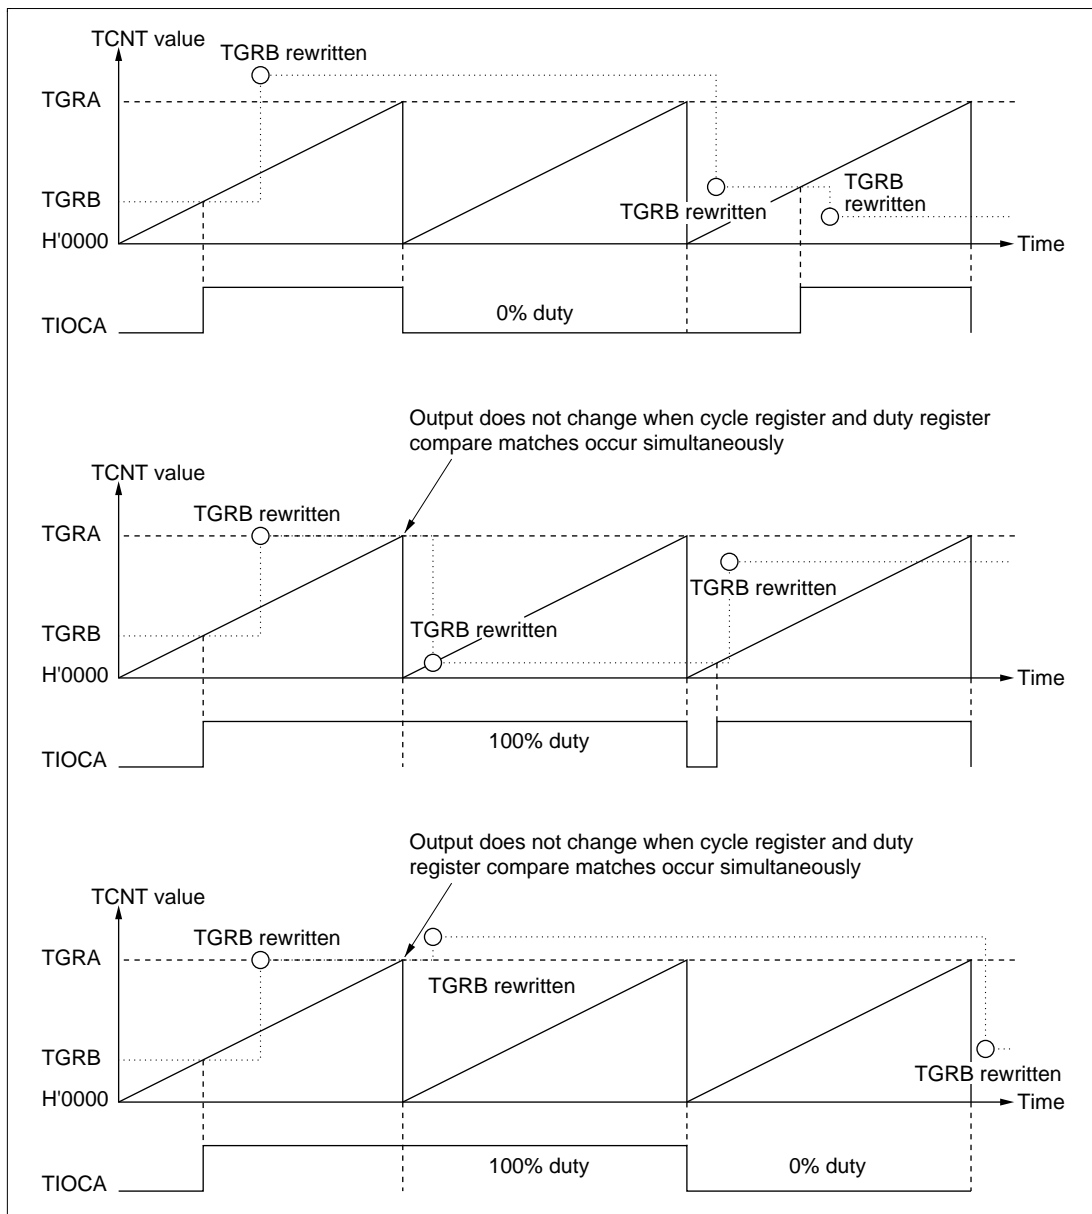 TCNT value
TGRB rewritten
TGRA
TGRB
TGRB rewritten
TGRB
rewritten
H'0000
Time
0% duty
TIOCA
Output does not change when cycle register and duty register
compare matches occur simultaneously
TCNT value
TGRB rewritten
TGRA
TGRB rewritten
TGRB
TGRB rewritten
H'0000
Time
100% duty
TIOCA
Output does not change when cycle register and duty
register compare matches occur simultaneously
TCNT value
TGRB rewritten
TGRA
TGRB rewritten
TGRB
TGRB rewritten
H'0000
Time
100% duty
0% duty
TIOCA